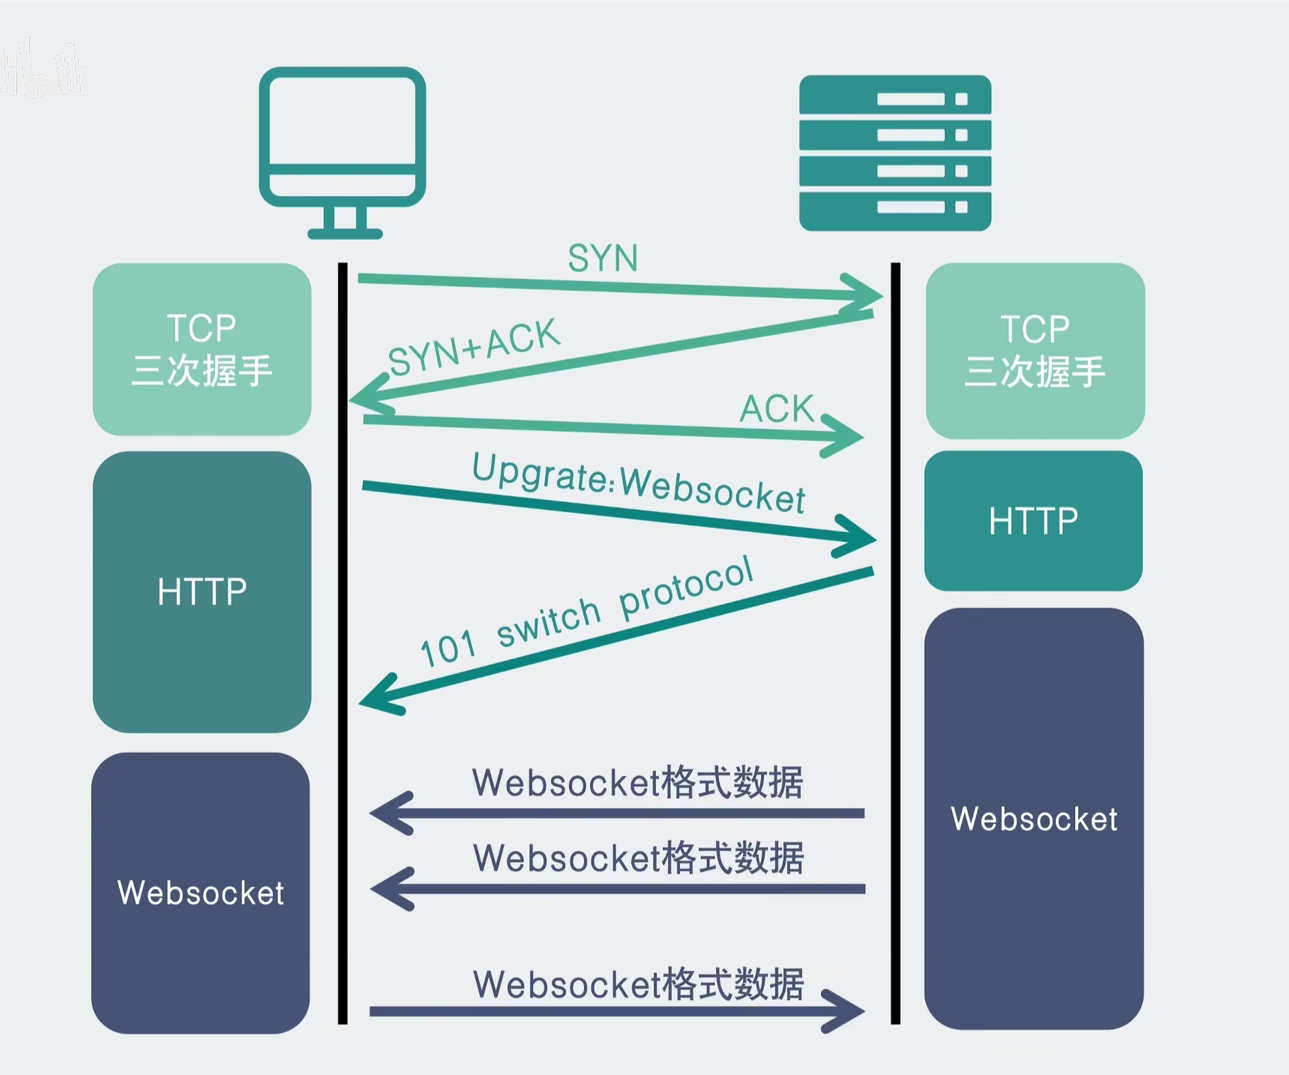 SYN
TCP
三次握手
SYN+ACK
ACK
TCP
三次握手
Upgrate:Websocket
HTTP
HTTP
101 switch protocol
Websocket格式数据
Websocket格式数据
Websocket格式数据
Websocket
Websocket